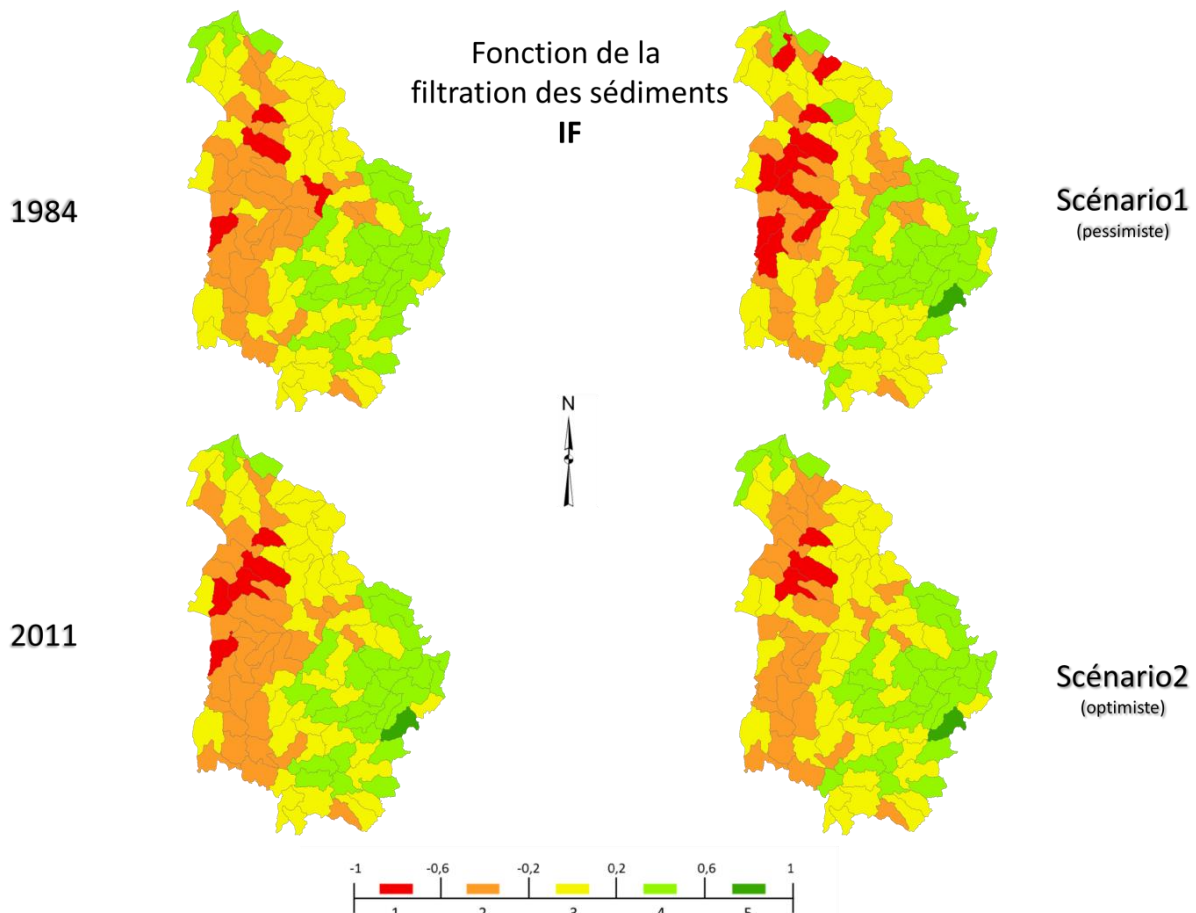 Fonction de la
filtration des sédiments
IF
1984
Scénario1
(pessimiste)
N
2011
Scénario2
(optimiste)
-1 -0,6 -0,2 0,2 0,6 1
1 2 3 4 5